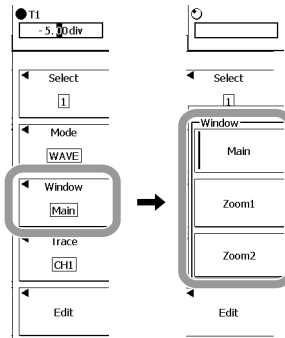 T1
-5.00div
Select
1
Mode
WAVE
Window
Main
Trace
CH1
Edit
Select
1
Window
Main
Zoom1
Zoom2
Edit